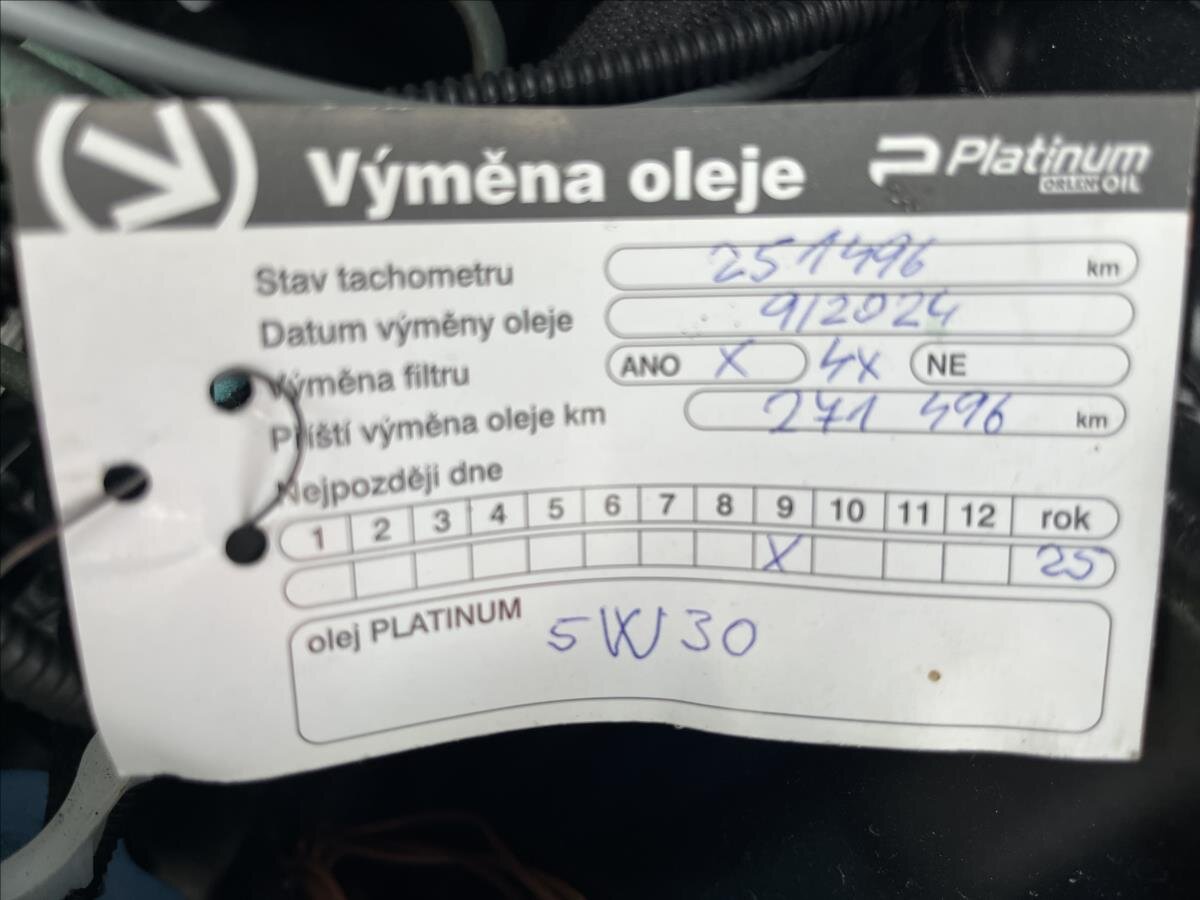 Výměna oleje
Platinum
ORLEN OIL
Stav tachometru 251496 km
Datum výměny oleje 9/2024
Výměna filtru ANO X 4x NE
Příští výměna oleje km 271 496 km
Nejpozději dne
1 2 3 4 5 6 7 8 9 10 11 12 rok
X 25
olej PLATINUM 5W30